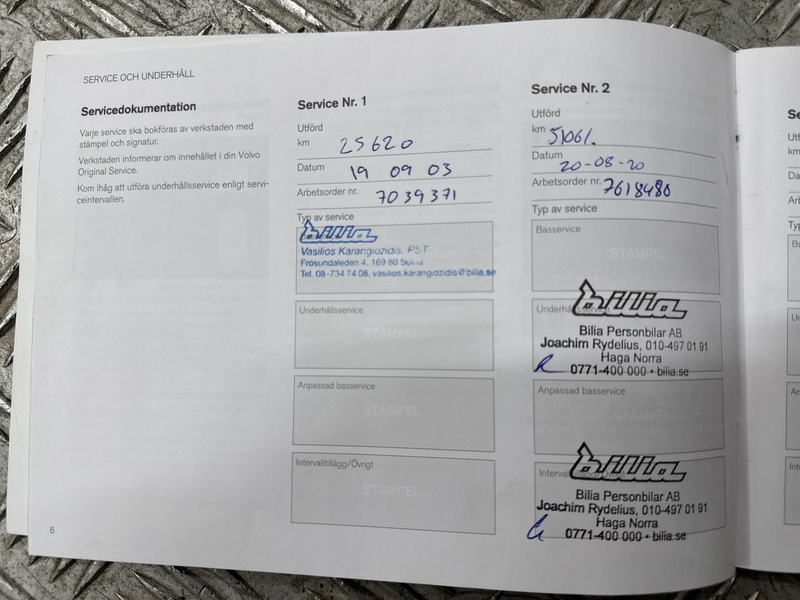 SERVICE OCH UNDERHÅLL
Servicedokumentation
Varje service ska bokföras av verkstaden med
stämpel och signatur.
Verkstaden informerar om innehållet i din Volvo
Original Service.
Kom ihåg att utföra underhållsservice enligt servi-
ceintervallen.
6
Service Nr. 1
Utförd
km 25620
Datum 19 09 03
Arbetsorder nr. 7039371
Typ av service
bilia
Vasilios Karangiozidis, PST
Frösundaleden 4, 169 80 Solna
Tel. 08-734 74 08, vasilios.karangiozidis@bilia.se
Underhållsservice
STÄMPEL
Anpassad basservice
STÄMPEL
Intervalltillägg/Övrigt
STÄMPEL
Service Nr. 2
Utförd
km 51061.
Datum 20-08-20
Arbetsorder nr. 7618480
Typ av service
Basservice
STÄMPEL
bilia
Bilia Personbilar AB
Joachim Rydelius, 010-497 01 91
Haga Norra
0771-400 000 • bilia.se
Anpassad basservice
STÄMPEL
bilia
Bilia Personbilar AB
Joachim Rydelius, 010-497 01 91
Haga Norra
0771-400 000 • bilia.se